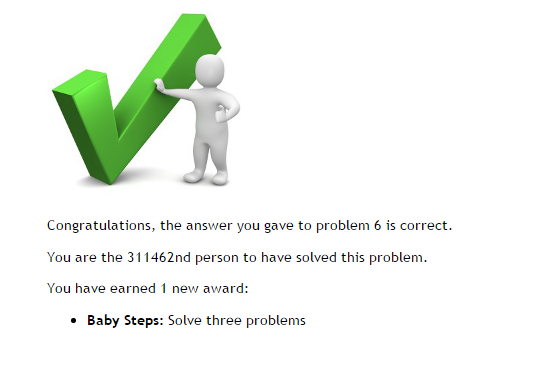 Congratulations, the answer you gave to problem 6 is correct.
You are the 311462nd person to have solved this problem.
You have earned 1 new award:
• Baby Steps: Solve three problems